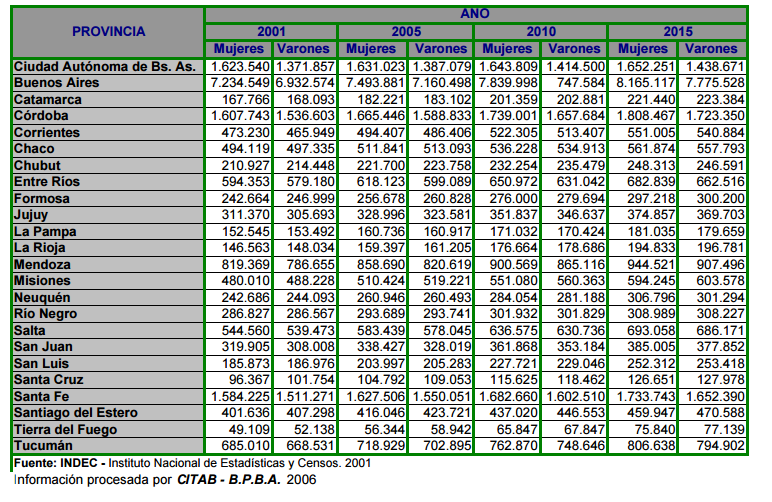 PROVINCIA AÑO
2001 2005 2010 2015
Mujeres Varones Mujeres Varones Mujeres Varones Mujeres Varones
Ciudad Autónoma de Bs. As. 1.623.540 1.371.857 1.631.023 1.387.079 1.643.809 1.414.500 1.652.251 1.438.671
Buenos Aires 7.234.549 6.932.574 7.493.881 7.160.498 7.839.998 747.584 8.165.117 7.775.528
Catamarca 167.766 168.093 182.221 183.102 201.359 202.881 221.440 223.384
Córdoba 1.607.743 1.536.603 1.665.446 1.588.833 1.739.001 1.657.684 1.808.467 1.723.350
Corrientes 473.230 465.949 494.407 486.406 522.305 513.407 551.005 540.884
Chaco 494.119 497.335 511.841 513.093 536.228 534.913 561.874 557.793
Chubut 210.927 214.448 221.700 223.758 232.254 235.479 248.313 246.591
Entre Ríos 594.353 579.180 618.123 599.089 650.972 631.042 682.839 662.516
Formosa 242.664 246.999 256.678 260.828 276.000 279.694 297.218 300.200
Jujuy 311.370 305.693 328.996 323.581 351.837 346.637 374.857 369.703
La Pampa 152.545 153.492 160.736 160.917 171.032 170.424 181.035 179.659
La Rioja 146.563 148.034 159.397 161.205 176.664 178.686 194.833 196.781
Mendoza 819.369 786.655 858.690 820.619 900.569 865.116 944.521 907.496
Misiones 480.010 488.228 510.424 519.221 551.080 560.363 594.245 603.578
Neuquén 242.686 244.093 260.946 260.493 284.054 281.188 306.796 301.294
Río Negro 286.827 286.567 293.689 293.741 301.932 301.829 308.989 308.227
Salta 544.560 539.473 583.439 578.045 636.575 630.736 693.058 686.171
San Juan 319.905 308.008 338.427 328.019 361.868 353.184 385.005 377.852
San Luis 185.873 186.976 203.997 205.283 227.721 229.046 252.312 253.418
Santa Cruz 96.367 101.754 104.792 109.053 115.625 118.462 126.651 127.978
Santa Fe 1.584.225 1.511.271 1.627.506 1.550.051 1.682.660 1.602.510 1.733.743 1.652.390
Santiago del Estero 401.636 407.298 416.046 423.721 437.020 446.553 459.947 470.588
Tierra del Fuego 49.109 52.138 56.344 58.942 65.847 67.847 75.840 77.139
Tucumán 685.010 668.531 718.929 702.895 762.870 748.646 806.638 794.902
Fuente: INDEC - Instituto Nacional de Estadísticas y Censos. 2001
Información procesada por CITAB - B.P.B.A. 2006